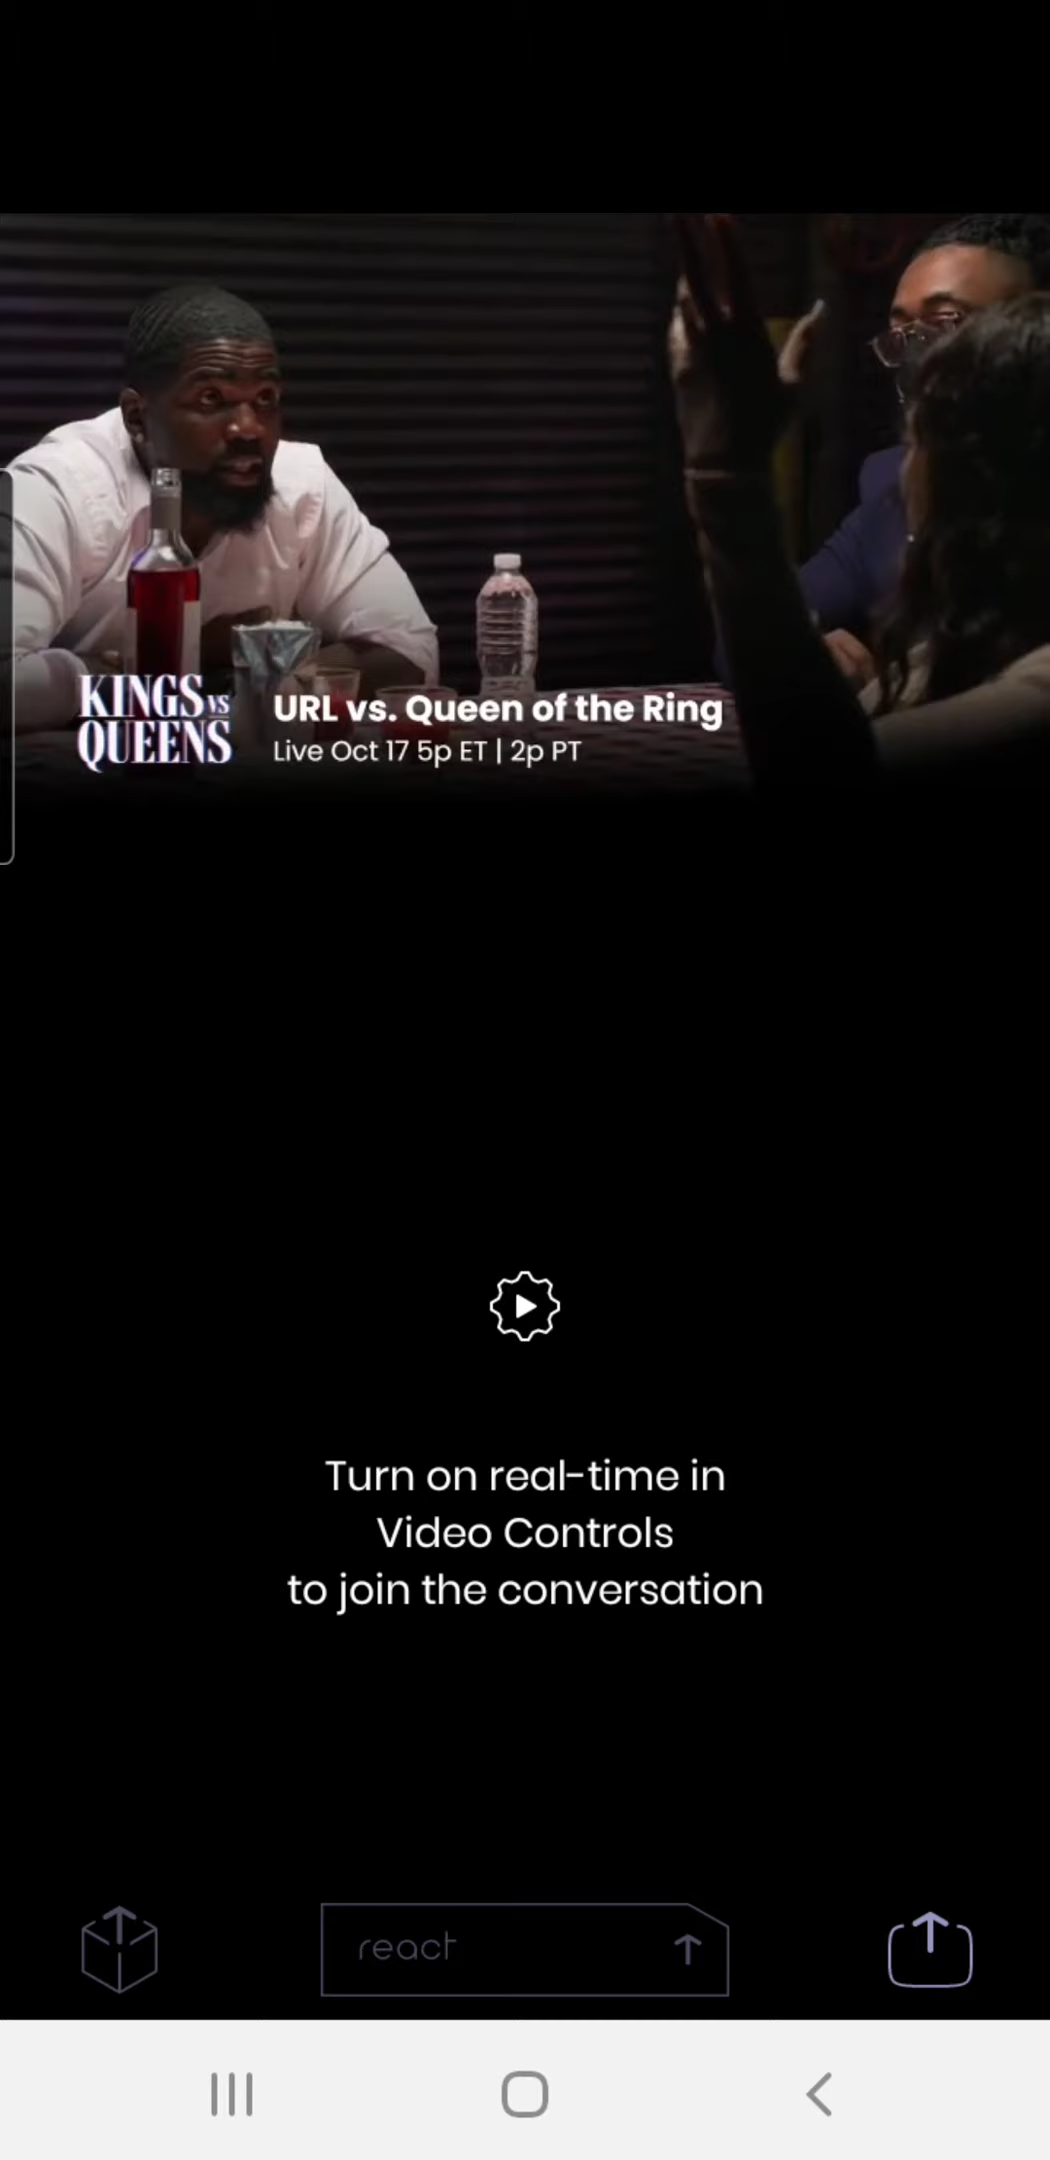 KINGS VS
QUEENS
URL vs. Queen of the Ring
Live Oct 17 5p ET | 2p PT
Turn on real-time in
Video Controls
to join the conversation
react